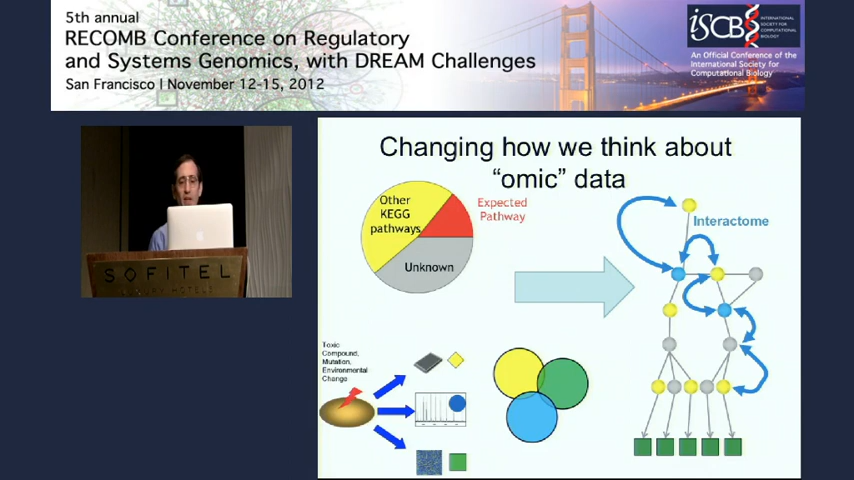 5th annual
RECOMB Conference on Regulatory
and Systems Genomics, with DREAM Challenges
San Francisco | November 12-15, 2012
iSCB
INTERNATIONAL
SOCIETY FOR
COMPUTATIONAL
BIOLOGY
An Official Conference of the
International Society for
Computational Biology
SOFITEL
Changing how we think about
“omic” data
Other
KEGG
pathways
Expected
Pathway
Unknown
Interactome
Toxic
Compound,
Mutation,
Environmental
Change